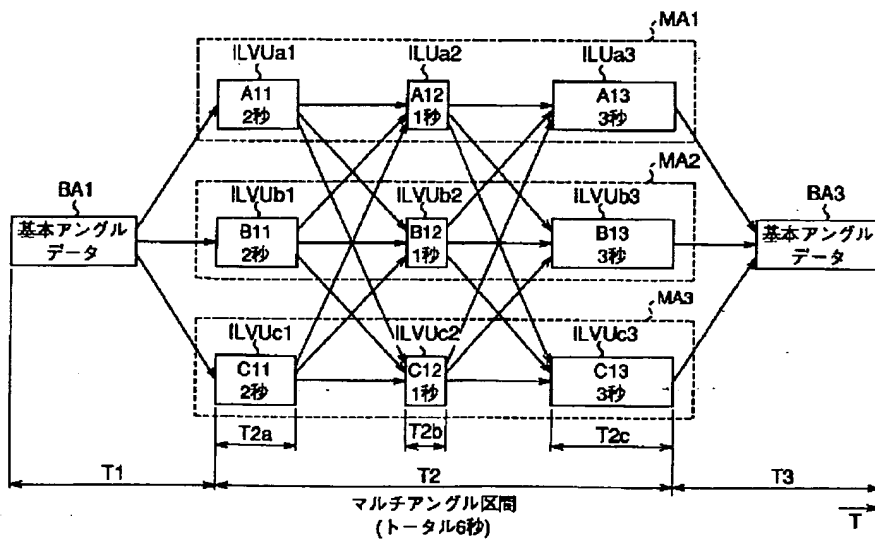 MA1
ILVUa1
ILUa2
ILUa3
A11
2秒
A12
1秒
A13
3秒
MA2
BA1
ILVUb1
ILVUb2
ILVUb3
BA3
基本アングル
データ
B11
2秒
B12
1秒
B13
3秒
基本アングル
データ
MA3
ILVUc1
ILVUc2
ILVUc3
C11
2秒
C12
1秒
C13
3秒
T2a
T2b
T2c
T1
T2
T3
マルチアングル区間
(トータル6秒)
T